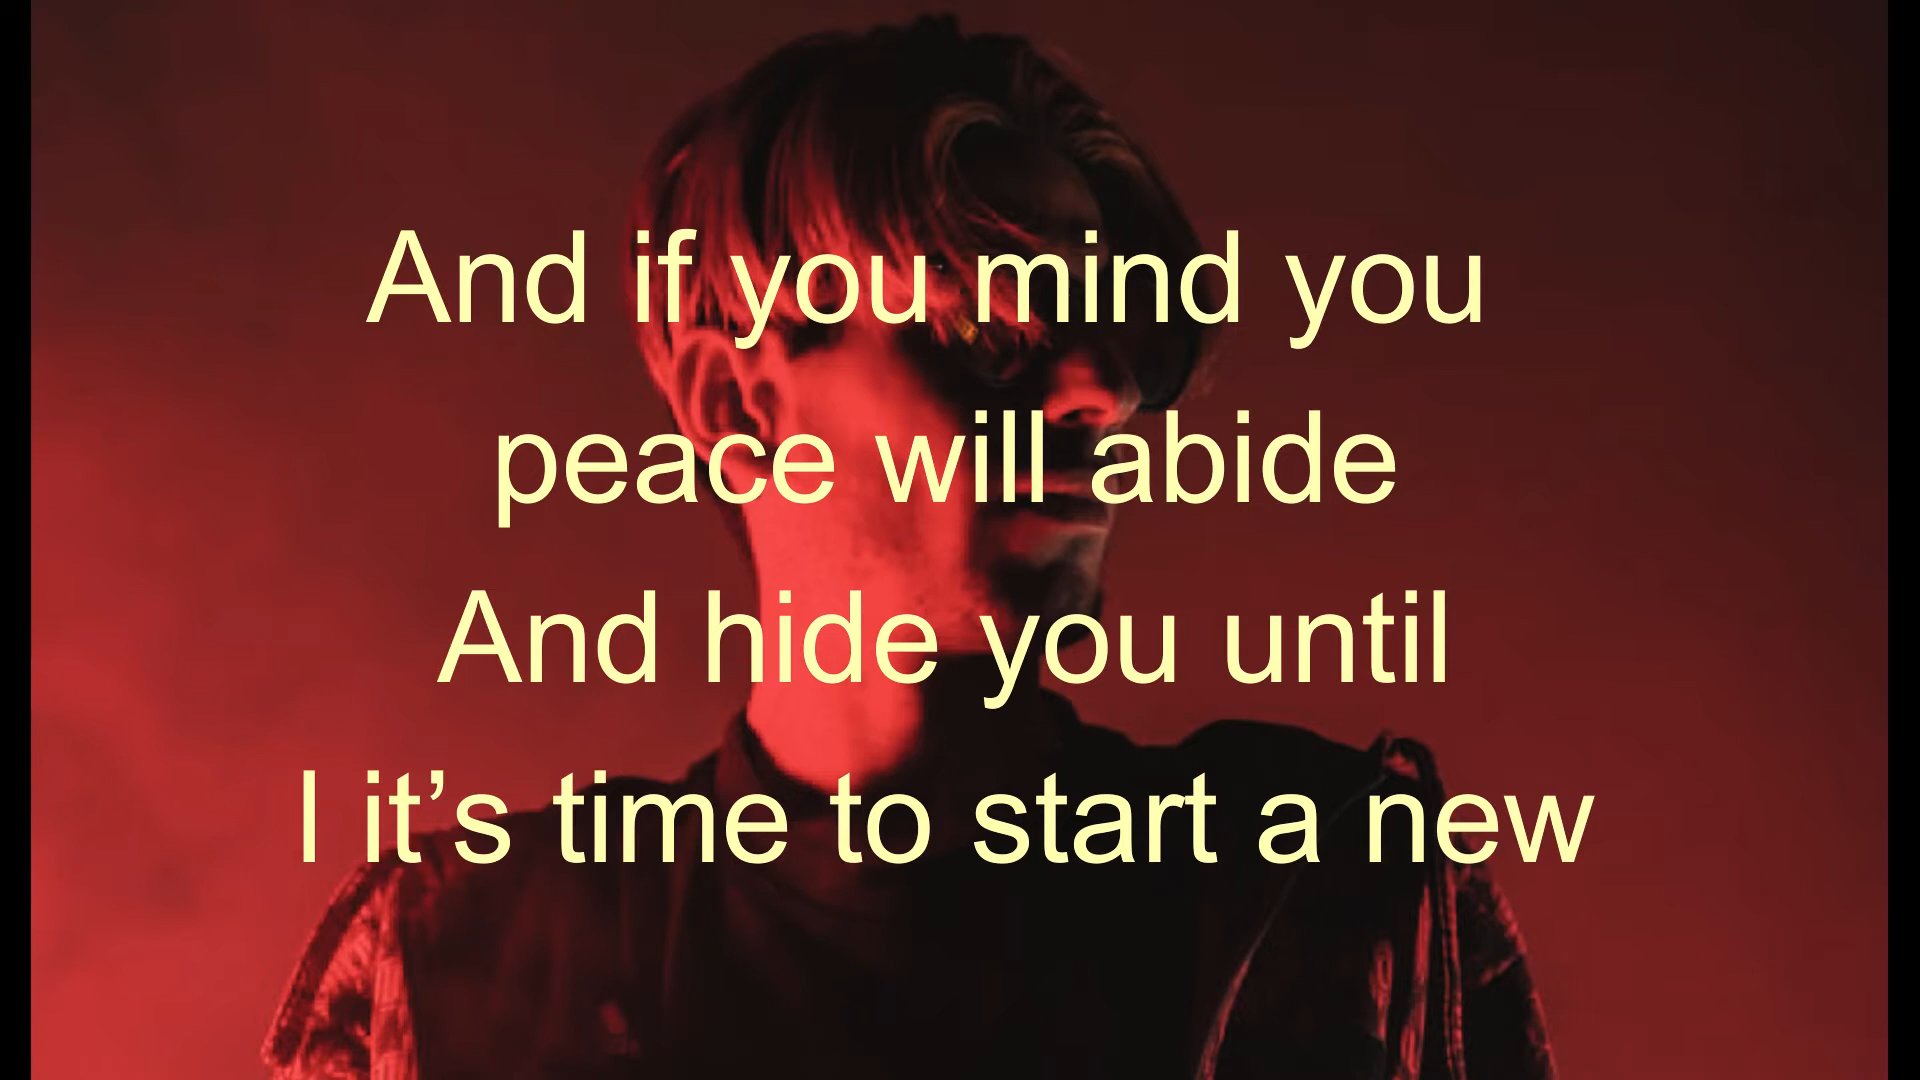 And if you mind you
peace will abide
And hide you until
I it’s time to start a new